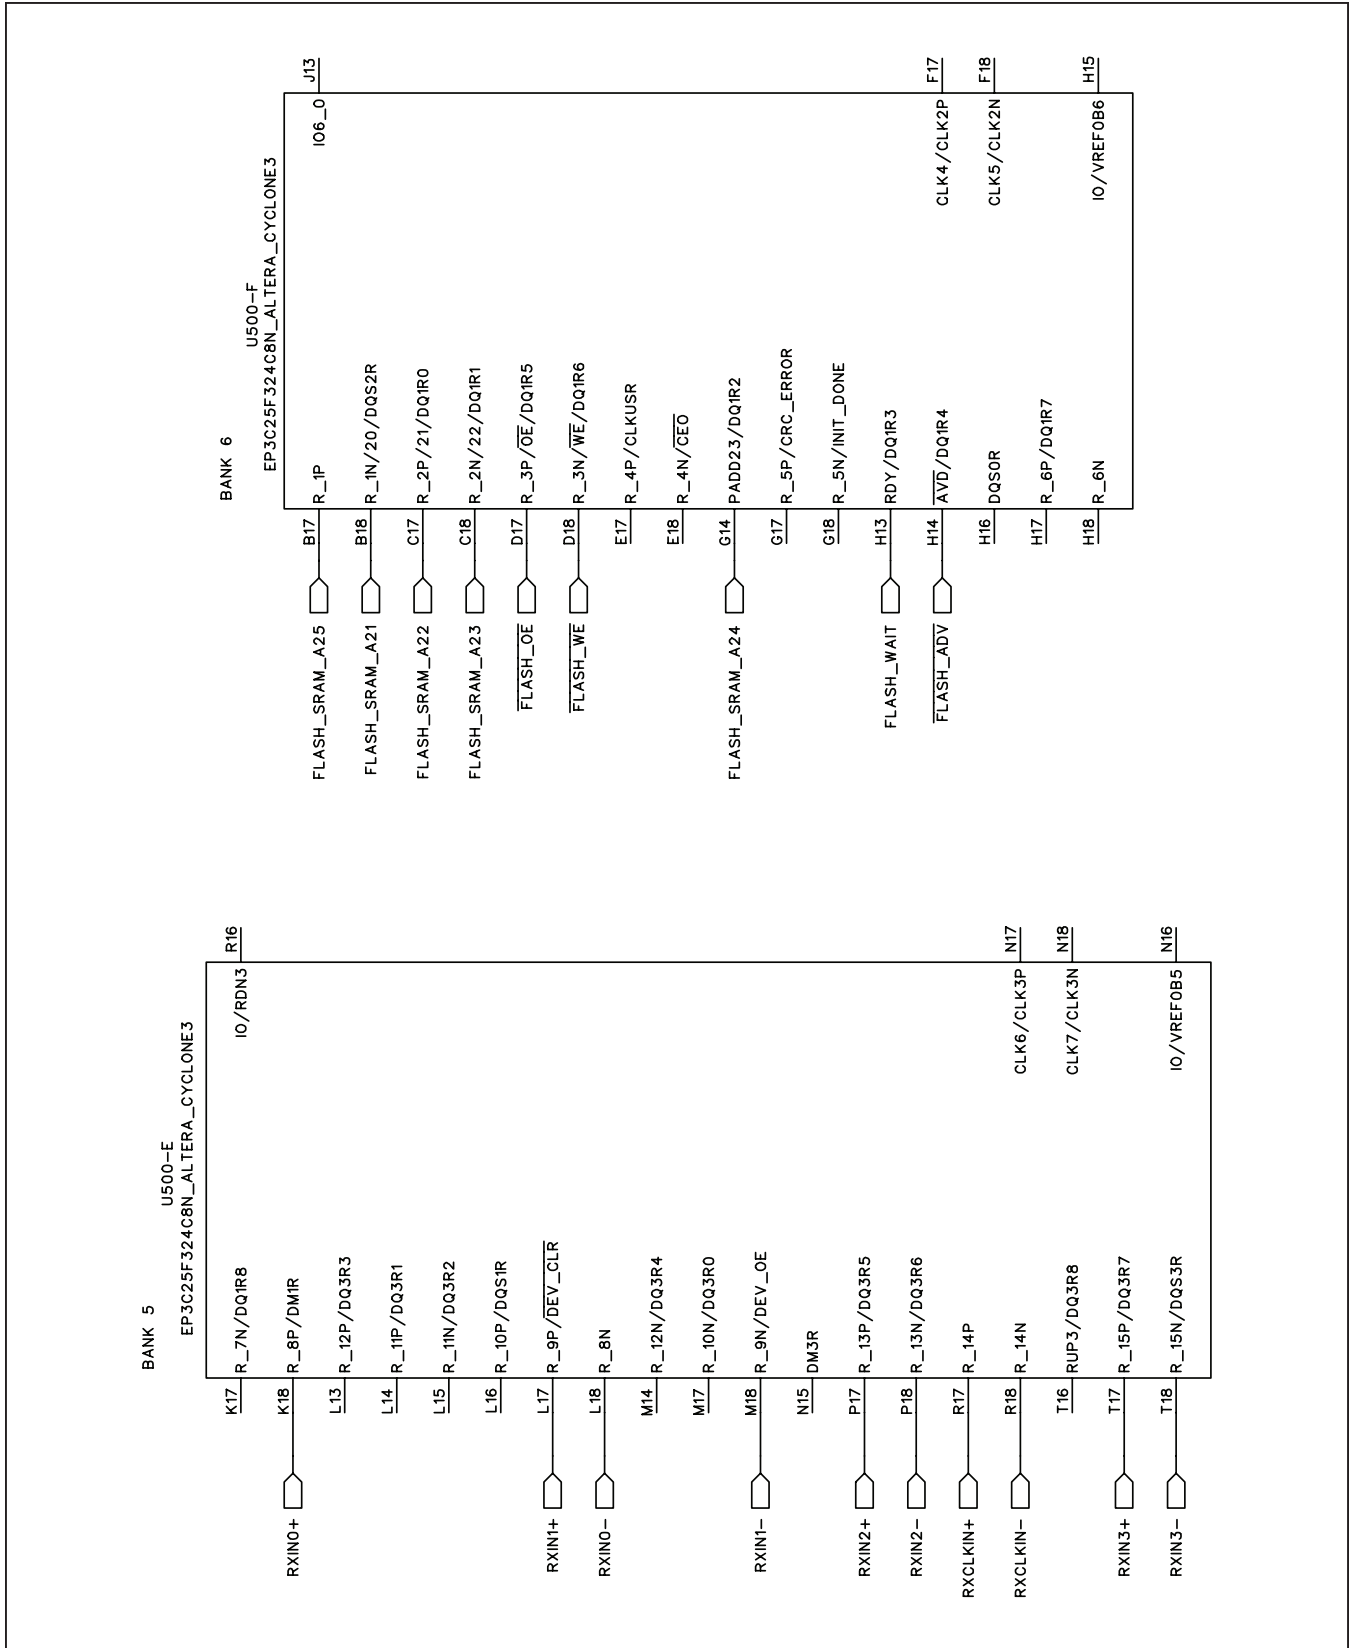 BANK 5
U500-E
EP3C25F324C8N_ALTERA_CYCLONE3
RXIN0+
RXIN1+
RXIN0-
RXIN1-
RXIN2+
RXIN2-
RXCLKIN+
RXCLKIN-
RXIN3+
RXIN3-
K17 R_7N/DQ1R8
K18 R_8P/DM1R
L13 R_12P/DQ3R3
L14 R_11P/DQ3R1
L15 R_11N/DQ3R2
L16 R_10P/DQS1R
L17 R_9P/DEV_CLR
L18 R_8N
M14 R_12N/DQ3R4
M17 R_10N/DQ3R0
M18 R_9N/DEV_OE
N15 DM3R
P17 R_13P/DQ3R5
P18 R_13N/DQ3R6
R17 R_14P
R18 R_14N
T16 RUP3/DQ3R8
T17 R_15P/DQ3R7
T18 R_15N/DQS3R
IO/RDN3 R16
CLK6/CLK3P N17
CLK7/CLK3N N18
IO/VREF0B5 N16
BANK 6
U500-F
EP3C25F324C8N_ALTERA_CYCLONE3
FLASH_SRAM_A25
FLASH_SRAM_A21
FLASH_SRAM_A22
FLASH_SRAM_A23
FLASH_OE
FLASH_WE
FLASH_SRAM_A24
FLASH_WAIT
FLASH_ADV
B17 R_1P
B18 R_1N/20/DQS2R
C17 R_2P/21/DQ1R0
C18 R_2N/22/DQ1R1
D17 R_3P/OE/DQ1R5
D18 R_3N/WE/DQ1R6
E17 R_4P/CLKUSR
E18 R_4N/CEO
G14 PADD23/DQ1R2
G17 R_5P/CRC_ERROR
G18 R_5N/INIT_DONE
H13 RDY/DQ1R3
H14 AVD/DQ1R4
H16 DQS0R
H17 R_6P/DQ1R7
H18 R_6N
IO6_0 J13
CLK4/CLK2P F17
CLK5/CLK2N F18
IO/VREF0B6 H15